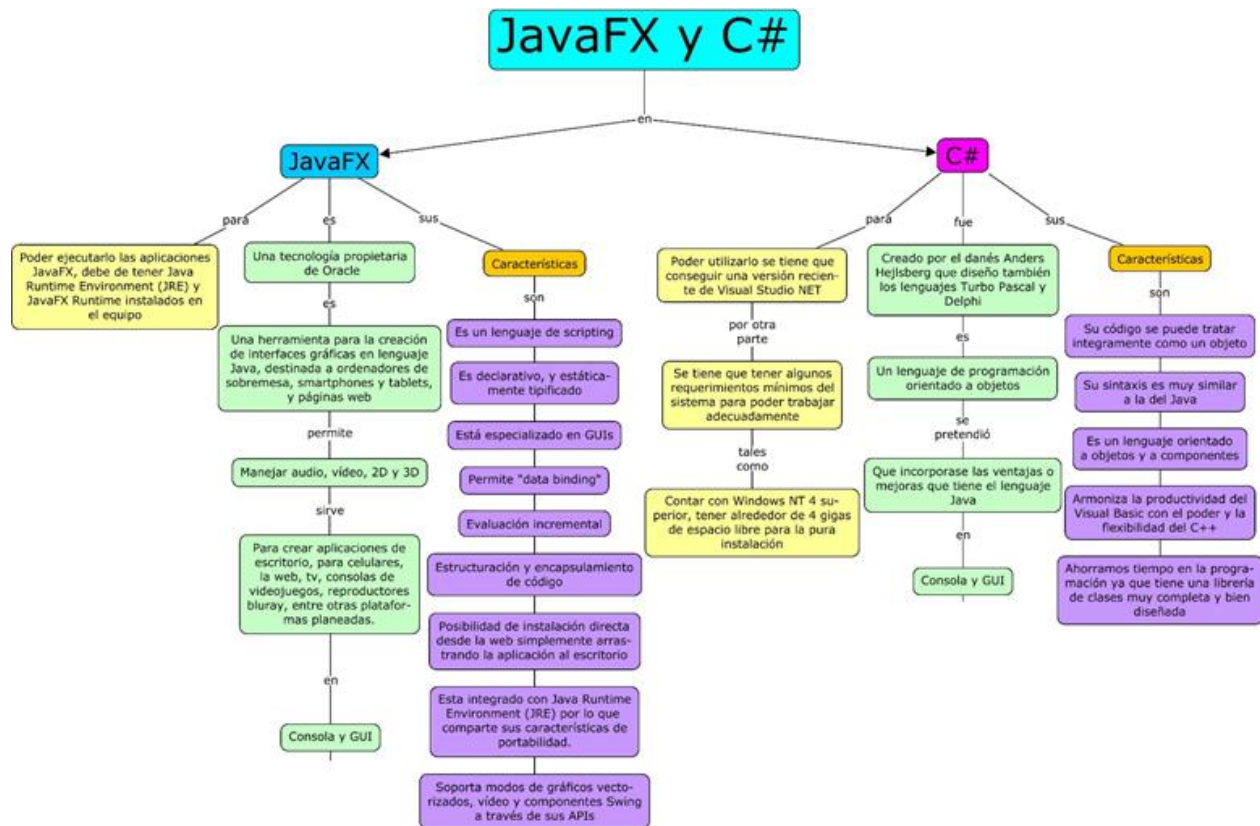 JavaFX y C#
en
JavaFX
C#
pará
es
sus
Poder ejecutarlo las aplicaciones
JavaFX, debe de tener Java
Runtime Environment (JRE) y
JavaFX Runtime instalados en
el equipo
Una tecnología propietaria
de Oracle
es
Una herramienta para la creación
de interfaces gráficas en lenguaje
Java, destinada a ordenadores de
sobremesa, smartphones y tablets,
y páginas web
permite
Manejar audio, vídeo, 2D y 3D
sirve
Para crear aplicaciones de
escritorio, para celulares,
la web, tv, consolas de
videojuegos, reproductores
bluray, entre otras platafor-
mas planeadas.
en
Consola y GUI
Características
son
Es un lenguaje de scripting
Es declarativo, y estática-
mente tipificado
Está especializado en GUIs
Permite "data binding"
Evaluación incremental
Estructuración y encapsulamiento
de código
Posibilidad de instalación directa
desde la web simplemente arras-
trando la aplicación al escritorio
Esta integrado con Java Runtime
Environment (JRE) por lo que
comparte sus características de
portabilidad.
Soporta modos de gráficos vecto-
rizados, vídeo y componentes Swing
a través de sus APIs
para
fue
sus
Poder utilizarlo se tiene que
conseguir una versión recien-
te de Visual Studio NET
por otra
parte
Se tiene que tener algunos
requerimientos mínimos del
sistema para poder trabajar
adecuadamente
tales
como
Contar con Windows NT 4 su-
perior, tener alrededor de 4 gigas
de espacio libre para la pura
instalación
Creado por el danés Anders
Hejlsberg que diseño también
los lenguajes Turbo Pascal y
Delphi
es
Un lenguaje de programación
orientado a objetos
se
pretendió
Que incorporase las ventajas o
mejoras que tiene el lenguaje
Java
en
Consola y GUI
Características
son
Su código se puede tratar
integramente como un objeto
Su sintaxis es muy similar
a la del Java
Es un lenguaje orientado
a objetos y a componentes
Armoniza la productividad del
Visual Basic con el poder y la
flexibilidad del C++
Ahorramos tiempo en la progra-
mación ya que tiene una librería
de clases muy completa y bien
diseñada